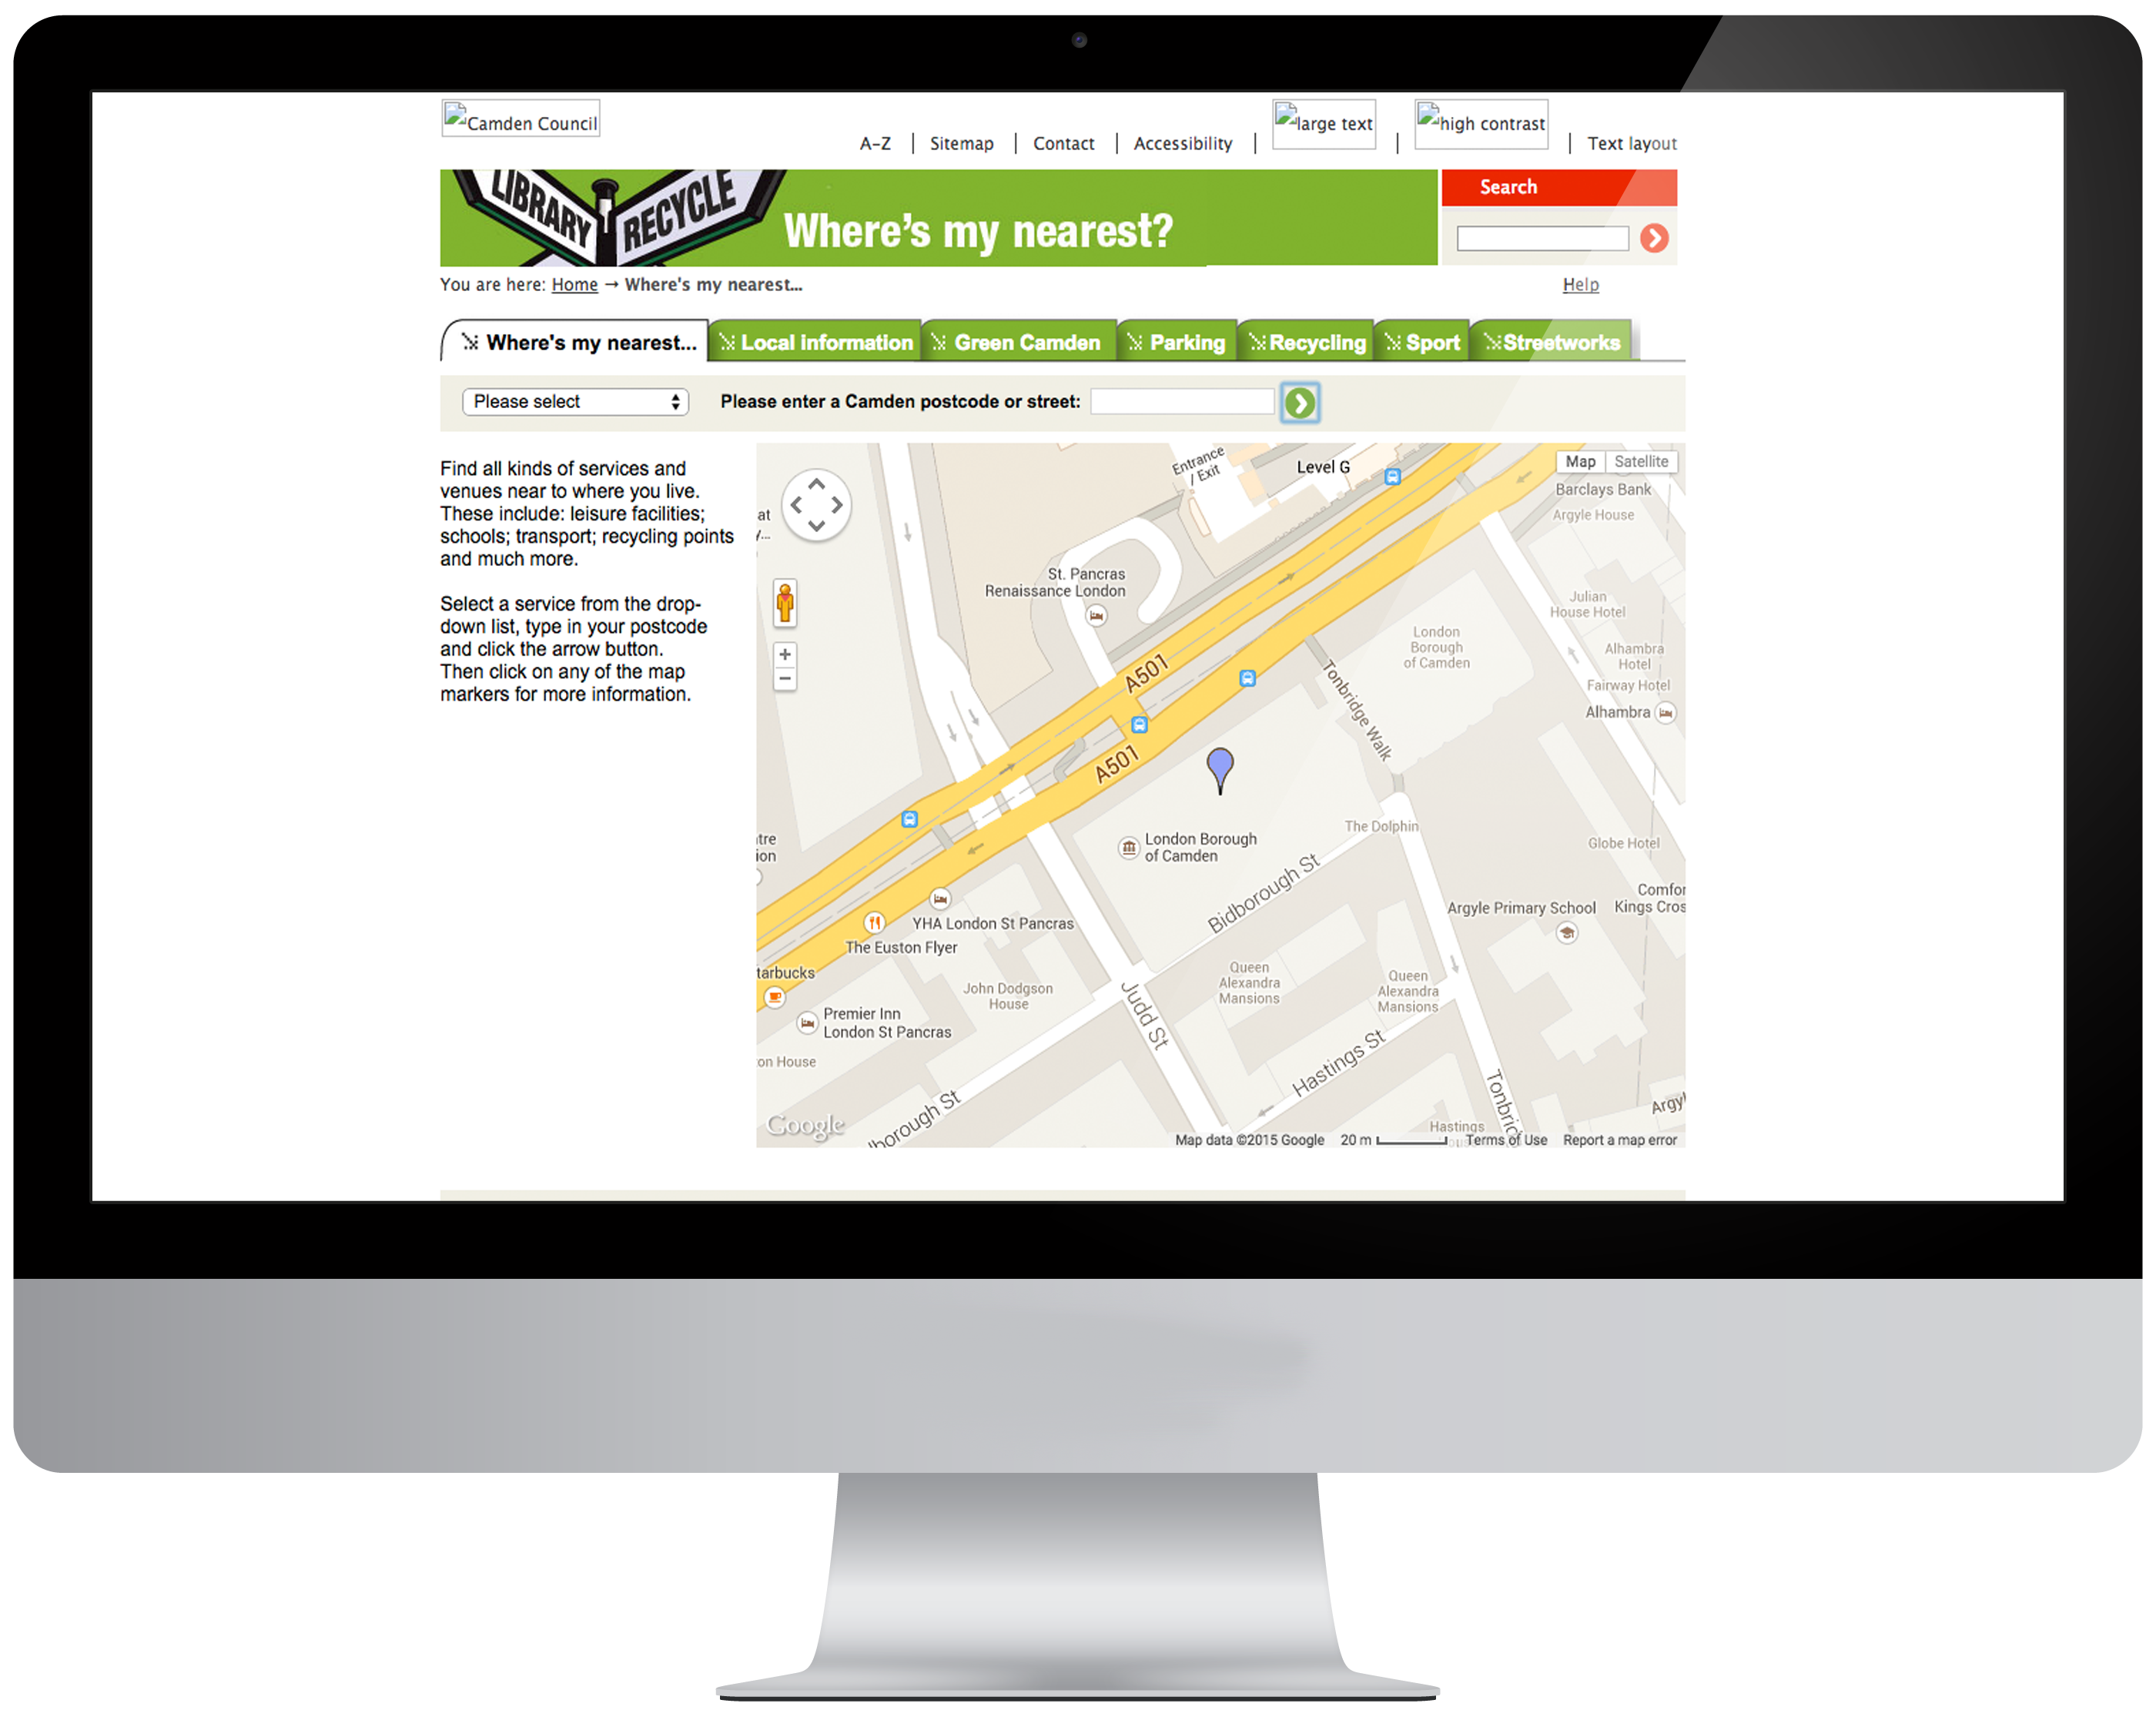 Camden Council
A-Z | Sitemap | Contact | Accessibility | large text | high contrast | Text layout
LIBRARY
RECYCLE
Where's my nearest?
Search
You are here: Home → Where's my nearest...
Help
Where's my nearest...
Local information
Green Camden
Parking
Recycling
Sport
Streetworks
Please select
Please enter a Camden postcode or street:
Find all kinds of services and
venues near to where you live.
These include: leisure facilities;
schools; transport; recycling points
and much more.
Select a service from the drop-
down list, type in your postcode
and click the arrow button.
Then click on any of the map
markers for more information.
Entrance
/ Exit
Level G
Map
Satellite
Barclays Bank
Argyle House
at
y...
St. Pancras
Renaissance London
Julian
House Hotel
London
Borough
of Camden
Alhambra
Hotel
Fairway Hotel
Alhambra
A501
Tonbridge Walk
A501
+
−
London Borough
of Camden
The Dolphin
Globe Hotel
tre
ion
Bidborough St
Comfor
Kings Cros
Argyle Primary School
YHA London St Pancras
The Euston Flyer
tarbucks
Queen
Alexandra
Mansions
Queen
Alexandra
Mansions
John Dodgson
House
Judd St
Premier Inn
London St Pancras
on House
Hastings St
Tonbridg
lborough St
Argyl
Hastings
Google
Map data ©2015 Google
20 m
Terms of Use
Report a map error